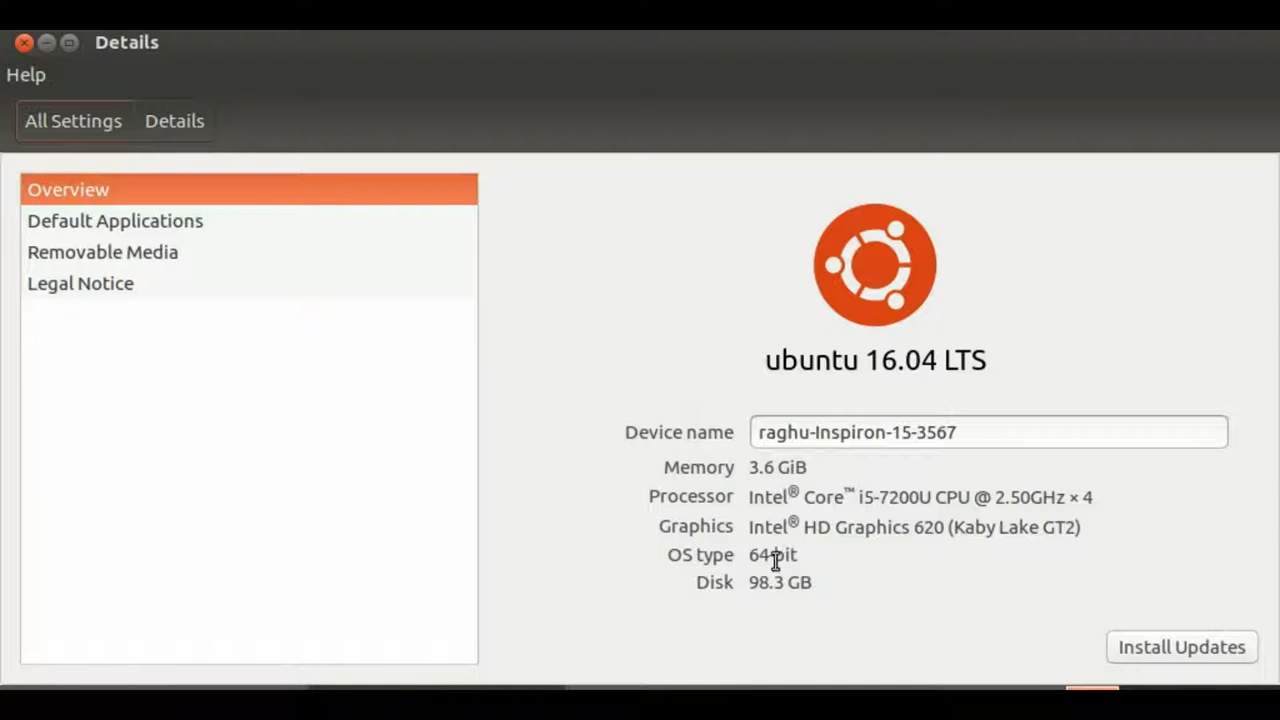 Details
Help
All Settings Details
Overview
Default Applications
Removable Media
Legal Notice
ubuntu 16.04 LTS
Device name raghu-Inspiron-15-3567
Memory 3.6 GiB
Processor Intel® Core™ i5-7200U CPU @ 2.50GHz × 4
Graphics Intel® HD Graphics 620 (Kaby Lake GT2)
OS type 64-bit
Disk 98.3 GB
Install Updates